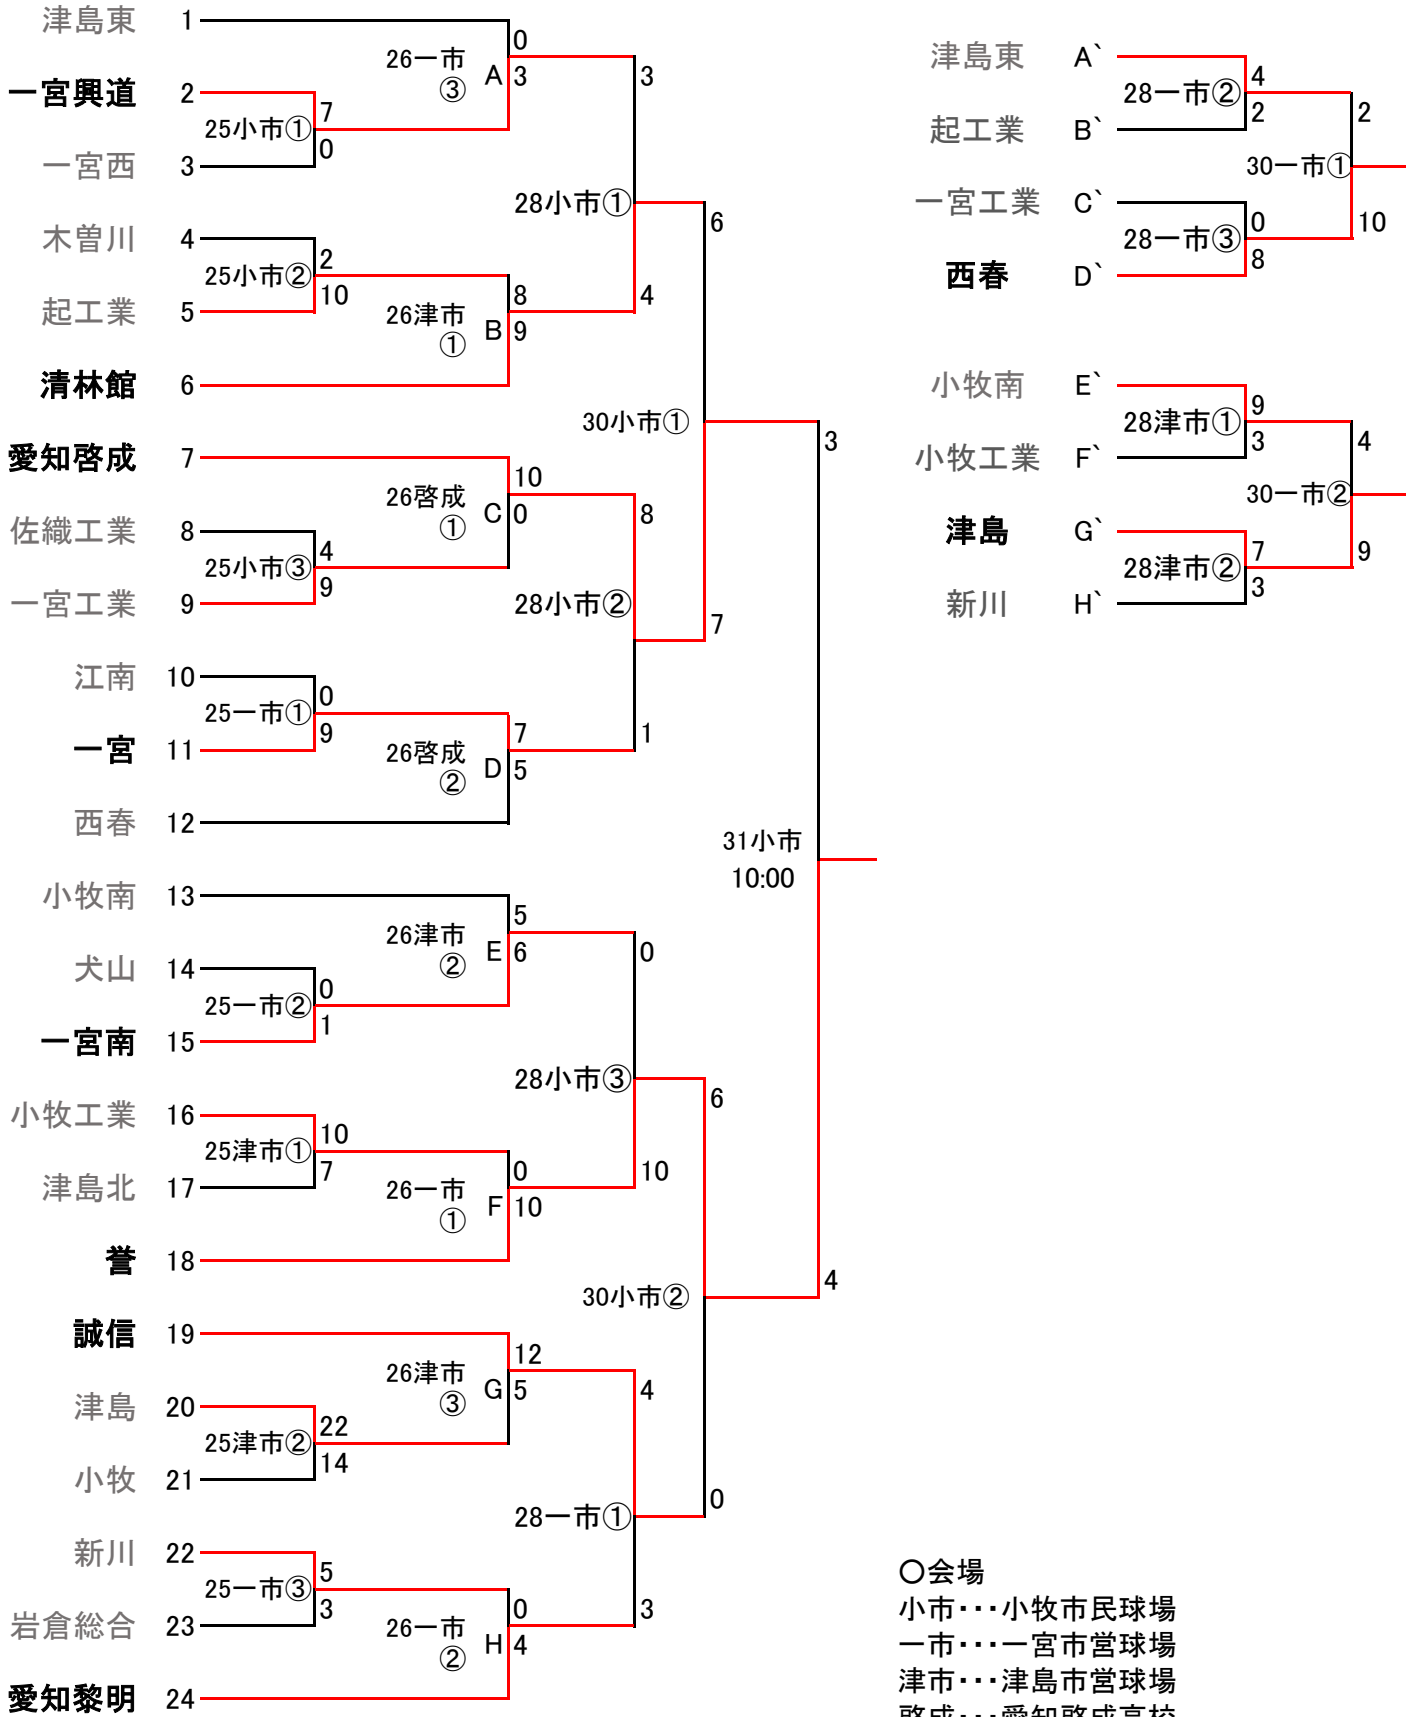 津島東 1
一宮興道 2
一宮西 3
木曽川 4
起工業 5
清林館 6
愛知啓成 7
佐織工業 8
一宮工業 9
江南 10
一宮 11
西春 12
小牧南 13
犬山 14
一宮南 15
小牧工業 16
津島北 17
誉 18
誠信 19
津島 20
小牧 21
新川 22
岩倉総合 23
愛知黎明 24
25小市① 7 0
25小市② 2 10
25小市③ 4 9
25一市① 0 9
25一市② 0 1
25津市① 10 7
25津市② 22 14
25一市③ 5 3
26一市
③ A 0 3
26津市
① B 8 9
26啓成
① C 10 0
26啓成
② D 7 5
26津市
② E 5 6
26一市
① F 0 10
26津市
③ G 12 5
26一市
② H 0 4
28小市① 3 4
28小市② 8 1
28小市③ 0 10
28一市① 4 3
30小市① 6 7
30小市② 6 0
31小市
10:00
3 4
津島東 A`
起工業 B`
一宮工業 C`
西春 D`
28一市② 4 2
28一市③ 0 8
30一市① 2 10
小牧南 E`
小牧工業 F`
津島 G`
新川 H`
28津市① 9 3
28津市② 7 3
30一市② 4 9
○会場
小市・・・小牧市民球場
一市・・・一宮市営球場
津市・・・津島市営球場
啓成・・・愛知啓成高校